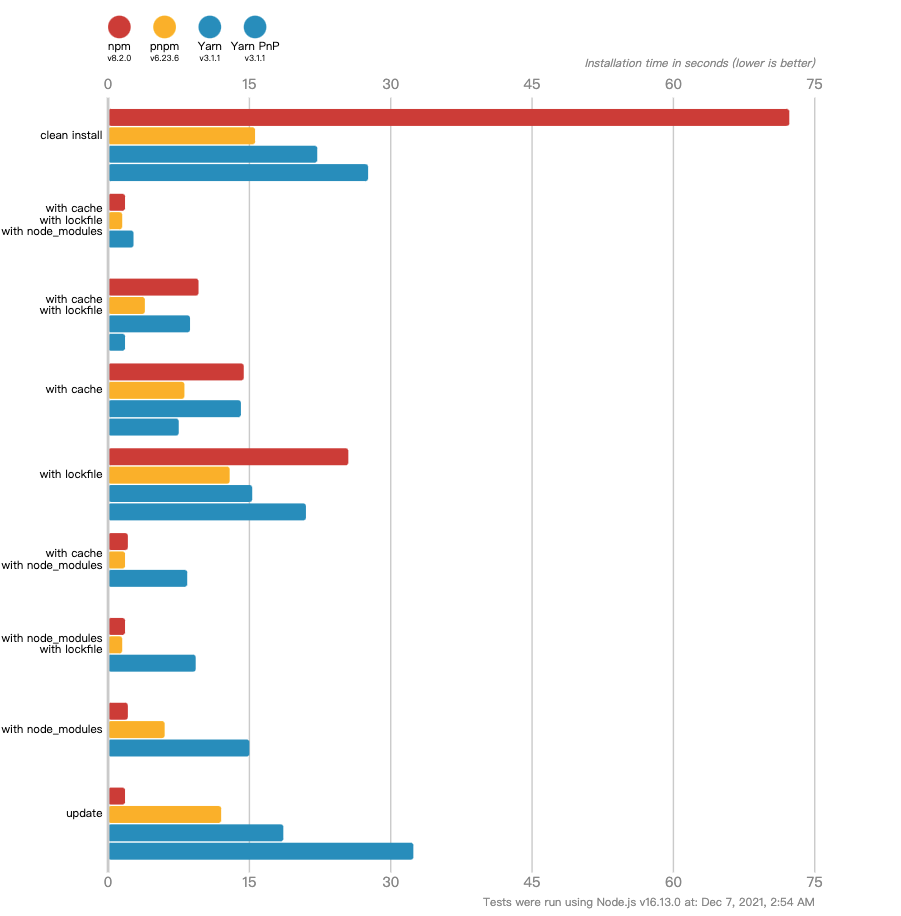 npm pnpm Yarn Yarn PnP
v8.2.0 v6.23.6 v3.1.1 v3.1.1
Installation time in seconds (lower is better)
0 15 30 45 60 75
clean install
with cache
with lockfile
with node_modules
with cache
with lockfile
with cache
with lockfile
with cache
with node_modules
with node_modules
with lockfile
with node_modules
update
0 15 30 45 60 75
Tests were run using Node.js v16.13.0 at: Dec 7, 2021, 2:54 AM